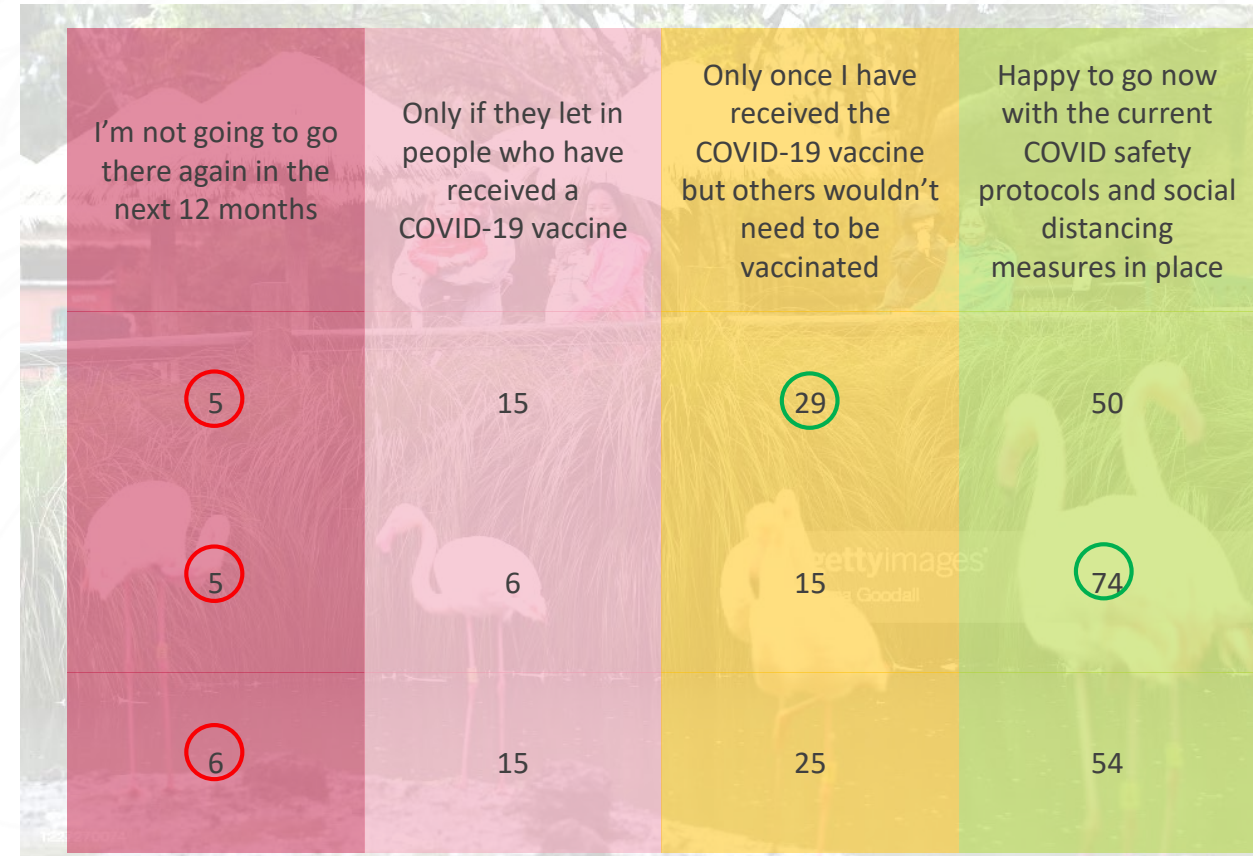 I’m not going to go
there again in the
next 12 months
Only if they let in
people who have
received a
COVID-19 vaccine
Only once I have
received the
COVID-19 vaccine
but others wouldn’t
need to be
vaccinated
Happy to go now
with the current
COVID safety
protocols and social
distancing
measures in place
5
15
29
50
5
6
15
74
gettyimages
Goodall
6
15
25
54